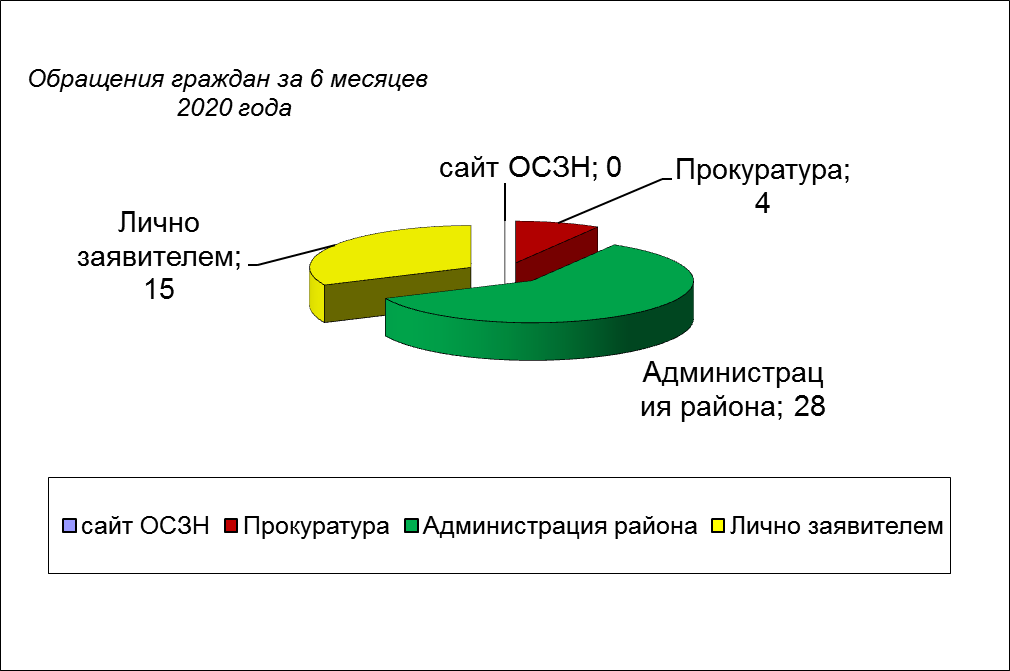 Обращения граждан за 6 месяцев
2020 года
сайт ОСЗН; 0
Прокуратура;
4
Лично
заявителем;
15
Администрац
ия района; 28
сайт ОСЗН Прокуратура Администрация района Лично заявителем